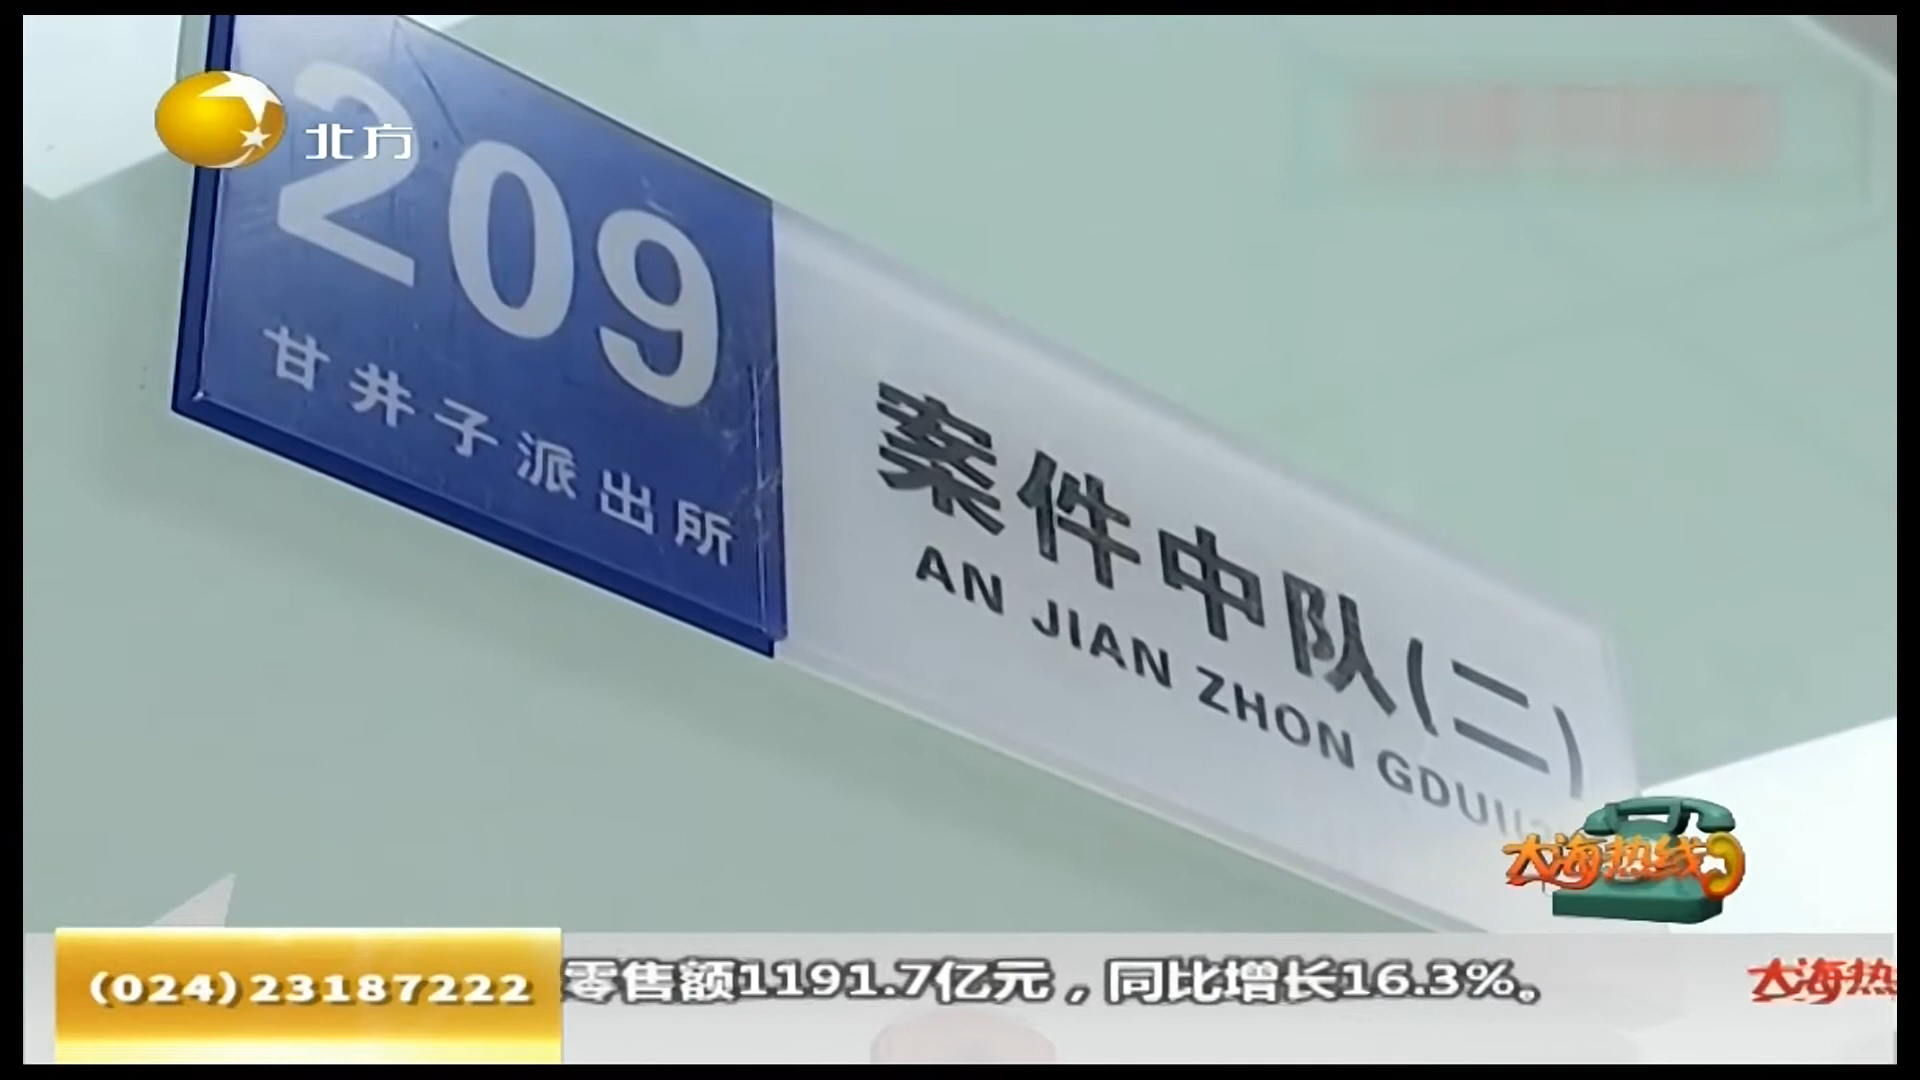 北方
209
甘井子派出所
案件中队(二)
AN JIAN ZHON GDUI
大海热线
(024)23187222
零售额1191.7亿元，同比增长16.3%。
大海热